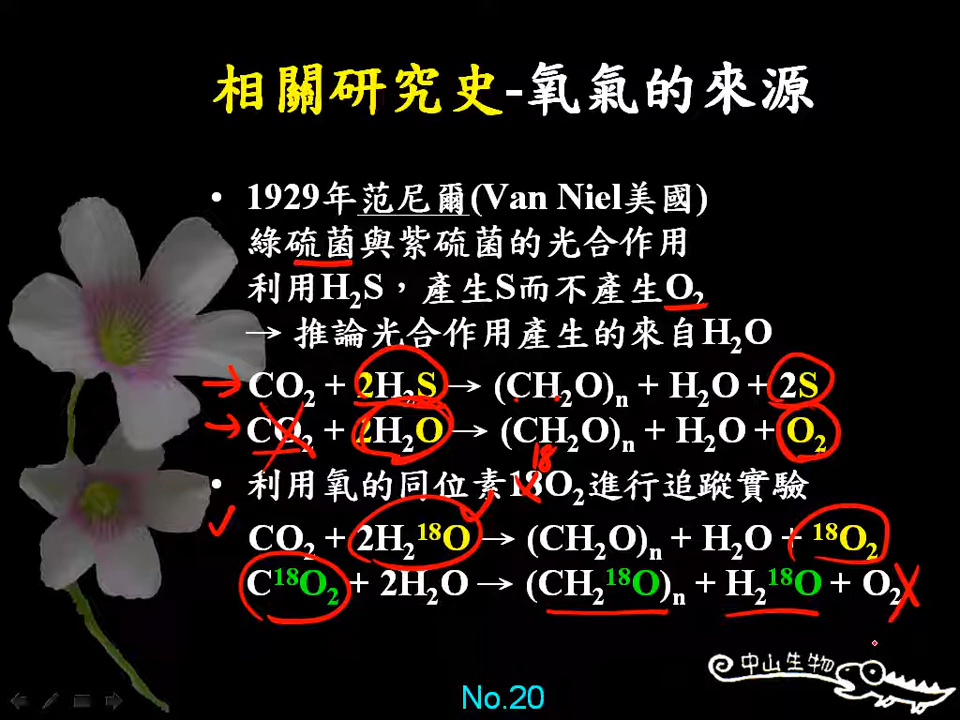 相關研究史-氧氣的來源
• 1929年范尼爾(Van Niel美國)
綠硫菌與紫硫菌的光合作用
利用H₂S，產生S而不產生O₂
→ 推論光合作用產生的來自H₂O
CO₂ + 2H₂S → (CH₂O)ₙ + H₂O + 2S
CO₂ + 2H₂O → (CH₂O)ₙ + H₂O + O₂
18
• 利用氧的同位素18O₂進行追蹤實驗
CO₂ + 2H₂¹⁸O → (CH₂O)ₙ + H₂O + ¹⁸O₂
C¹⁸O₂ + 2H₂O → (CH₂¹⁸O)ₙ + H₂¹⁸O + O₂
中山生物
No.20